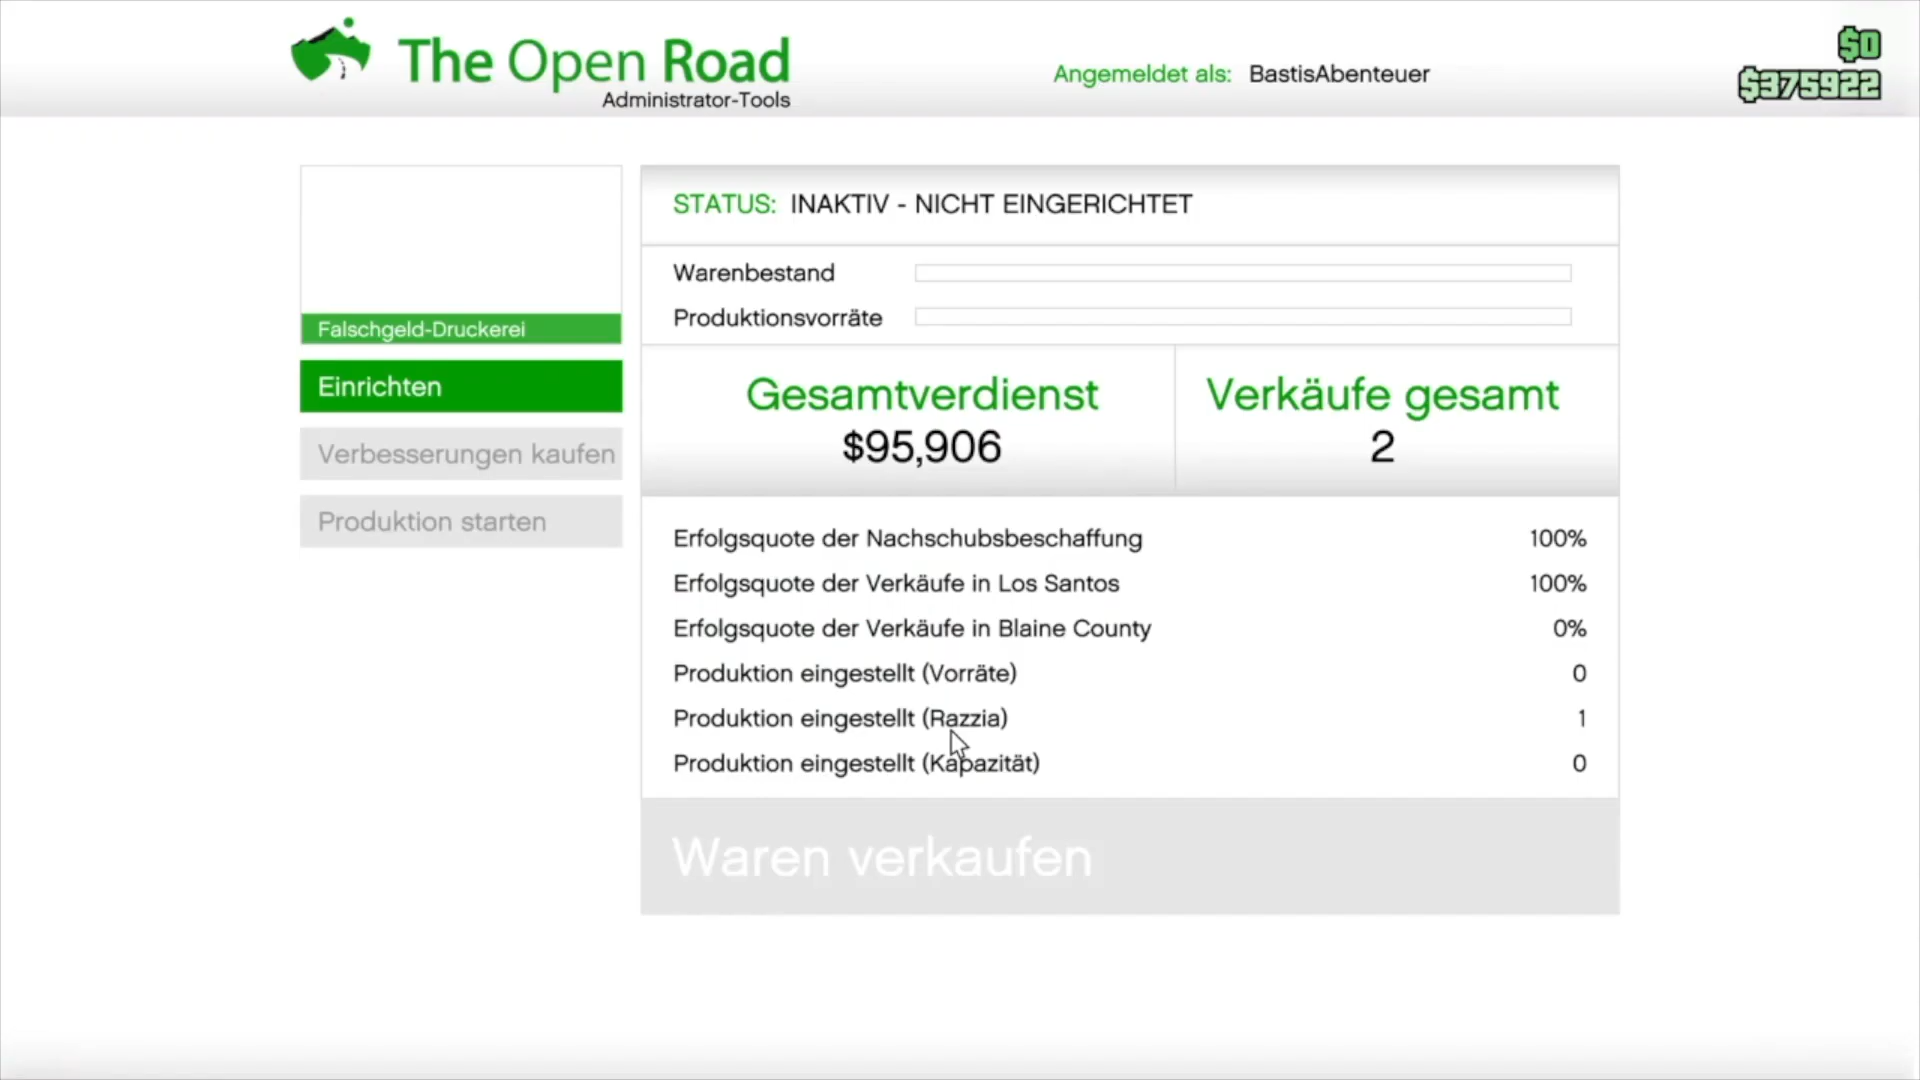 The Open Road
Administrator-Tools
Angemeldet als: BastisAbenteuer
$0
$375922
Falschgeld-Druckerei
Einrichten
Verbesserungen kaufen
Produktion starten
STATUS: INAKTIV - NICHT EINGERICHTET
Warenbestand
Produktionsvorräte
Gesamtverdienst
$95,906
Verkäufe gesamt
2
Erfolgsquote der Nachschubsbeschaffung 100%
Erfolgsquote der Verkäufe in Los Santos 100%
Erfolgsquote der Verkäufe in Blaine County 0%
Produktion eingestellt (Vorräte) 0
Produktion eingestellt (Razzia) 1
Produktion eingestellt (Kapazität) 0
Waren verkaufen